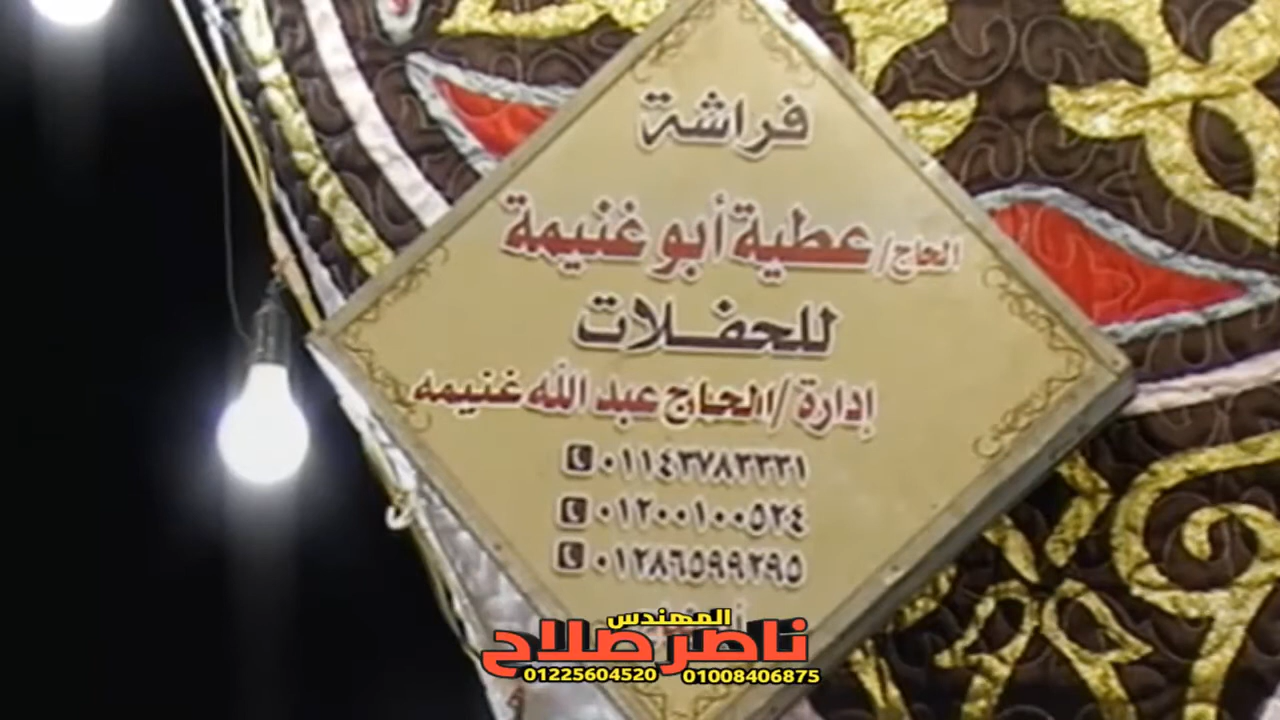 فراشة
الحاج/ عطية أبو غنيمة
للحفلات
إدارة / الحاج عبد الله غنيمه
٠١١٤٣٧٨٣٣٣١
٠١٢٠٠١٠٠٥٢٤
٠١٢٨٦٥٩٩٢٩٥
المهندس
ناصر صلاح
01225604520 01008406875